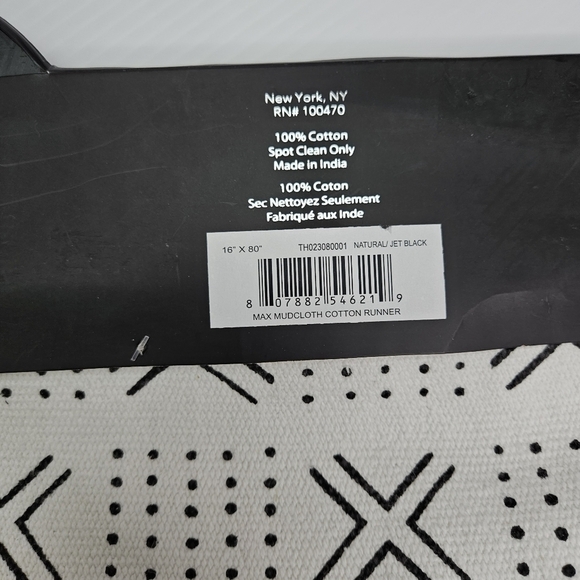 New York, NY
RN# 100470
100% Cotton
Spot Clean Only
Made in India
100% Coton
Sec Nettoyez Seulement
Fabriqué aux Inde
16" X 80" TH023080001 NATURAL/ JET BLACK
8 07882 54621 9
MAX MUDCLOTH COTTON RUNNER